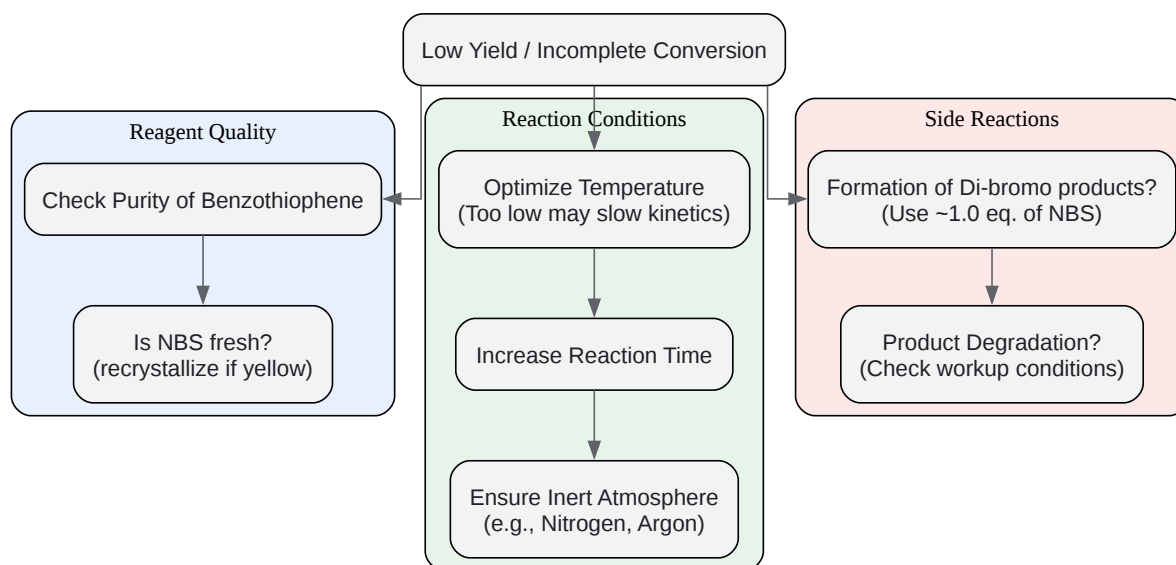 Low Yield / Incomplete Conversion
Reagent Quality
Check Purity of Benzothiophene
Is NBS fresh?
(recrystallize if yellow)
Reaction Conditions
Optimize Temperature
(Too low may slow kinetics)
Increase Reaction Time
Ensure Inert Atmosphere
(e.g., Nitrogen, Argon)
Side Reactions
Formation of Di-bromo products?
(Use ~1.0 eq. of NBS)
Product Degradation?
(Check workup conditions)